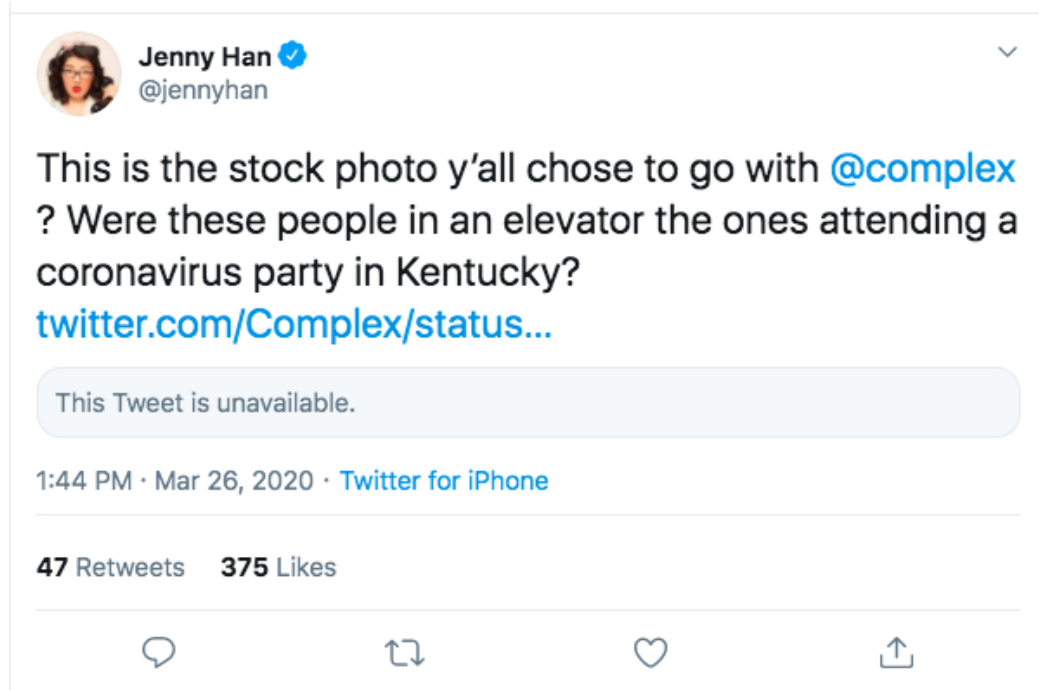 Jenny Han
@jennyhan
This is the stock photo y’all chose to go with @complex
? Were these people in an elevator the ones attending a
coronavirus party in Kentucky?
twitter.com/Complex/status...
This Tweet is unavailable.
1:44 PM · Mar 26, 2020 · Twitter for iPhone
47 Retweets 375 Likes